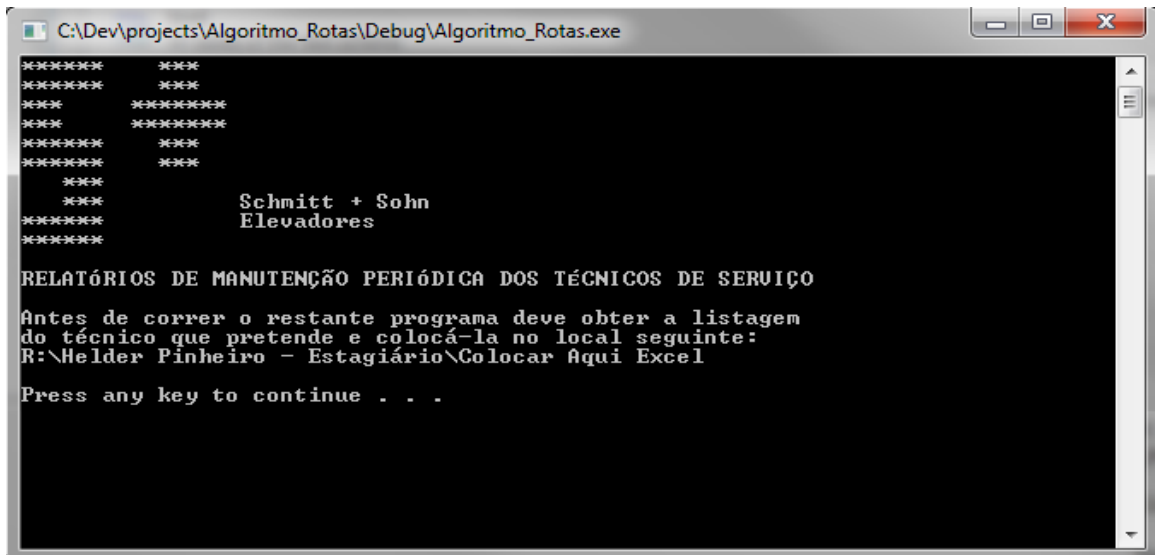 C:\Dev\projects\Algoritmo_Rotas\Debug\Algoritmo_Rotas.exe
******    ***
******    ***
***     *******
***     *******
******    ***
******    ***
   ***
   ***          Schmitt + Sohn
******          Elevadores
******
RELATóRIOS DE MANUTENÇãO PERIóDICA DOS TéCNICOS DE SERVIÇO
Antes de correr o restante programa deve obter a listagem
do técnico que pretende e colocá-la no local seguinte:
R:\Helder Pinheiro - Estagiário\Colocar Aqui Excel
Press any key to continue . . .